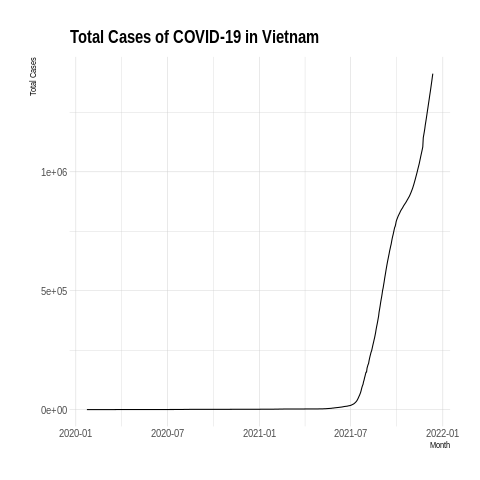 Total Cases of COVID-19 in Vietnam
Total Cases
1e+06
5e+05
0e+00
2020-01 2020-07 2021-01 2021-07 2022-01
Month